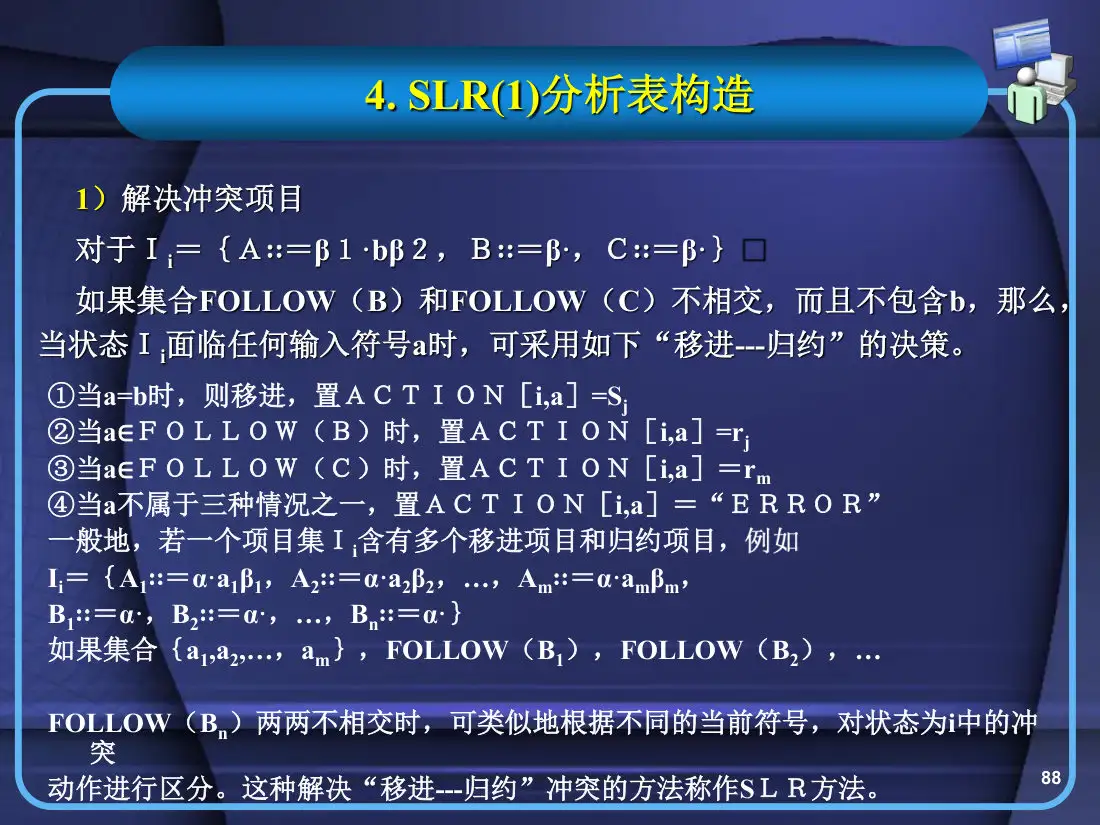 4. SLR(1)分析表构造
1）解决冲突项目
对于Ｉi＝｛Ａ∷＝β１·bβ２，Ｂ∷＝β·，Ｃ∷＝β·｝
如果集合FOLLOW（B）和FOLLOW（C）不相交，而且不包含b，那么，
当状态Ｉi面临任何输入符号a时，可采用如下“移进---归约”的决策。
①当a=b时，则移进，置ＡＣＴＩＯＮ［i,a］=Sj
②当a∈ＦＯＬＬＯＷ（Ｂ）时，置ＡＣＴＩＯＮ［i,a］=rj
③当a∈ＦＯＬＬＯＷ（Ｃ）时，置ＡＣＴＩＯＮ［i,a］＝rm
④当a不属于三种情况之一，置ＡＣＴＩＯＮ［i,a］＝“ＥＲＲＯＲ”
一般地，若一个项目集Ｉi含有多个移进项目和归约项目，例如
Ii＝｛A1∷＝α·a1β1，A2∷＝α·a2β2，…，Am∷＝α·amβm，
B1∷＝α·，B2∷＝α·，…，Bn∷＝α·｝
如果集合｛a1,a2,…，am｝，FOLLOW（B1），FOLLOW（B2），…
FOLLOW（Bn）两两不相交时，可类似地根据不同的当前符号，对状态为i中的冲
突
动作进行区分。这种解决“移进---归约”冲突的方法称作SＬＲ方法。
88